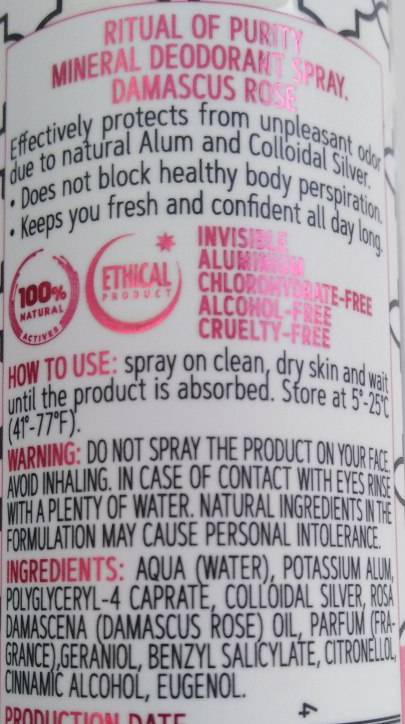 RITUAL OF PURITY
MINERAL DEODORANT SPRAY.
DAMASCUS ROSE
Effectively protects from unpleasant odor
due to natural Alum and Colloidal Silver.
• Does not block healthy body perspiration.
• Keeps you fresh and confident all day long.
100%
NATURAL
ACTIVES
ETHICAL
PRODUCT
INVISIBLE
ALUMINIUM
CHLOROHYDRATE-FREE
ALCOHOL-FREE
CRUELTY-FREE
HOW TO USE: spray on clean, dry skin and wait
until the product is absorbed. Store at 5°-25°C
(41°-77°F).
WARNING: DO NOT SPRAY THE PRODUCT ON YOUR FACE.
AVOID INHALING. IN CASE OF CONTACT WITH EYES RINSE
WITH A PLENTY OF WATER. NATURAL INGREDIENTS IN THE
FORMULATION MAY CAUSE PERSONAL INTOLERANCE.
INGREDIENTS: AQUA (WATER), POTASSIUM ALUM,
POLYGLYCERYL-4 CAPRATE, COLLOIDAL SILVER, ROSA
DAMASCENA (DAMASCUS ROSE) OIL, PARFUM (FRA-
GRANCE),GERANIOL, BENZYL SALICYLATE, CITRONELLOL,
CINNAMIC ALCOHOL, EUGENOL.
PRODUCTION DATE
4